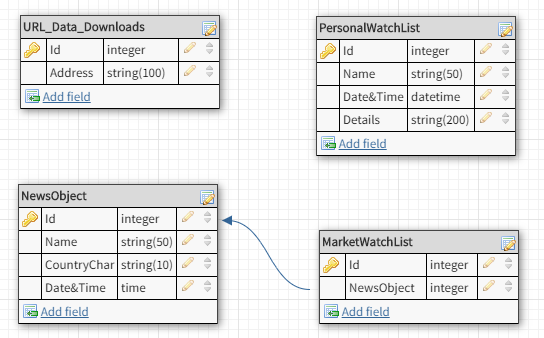 URL_Data_Downloads
Id integer
Address string(100)
Add field
PersonalWatchList
Id integer
Name string(50)
Date&Time datetime
Details string(200)
Add field
NewsObject
Id integer
Name string(50)
CountryChar string(10)
Date&Time time
Add field
MarketWatchList
Id integer
NewsObject integer
Add field